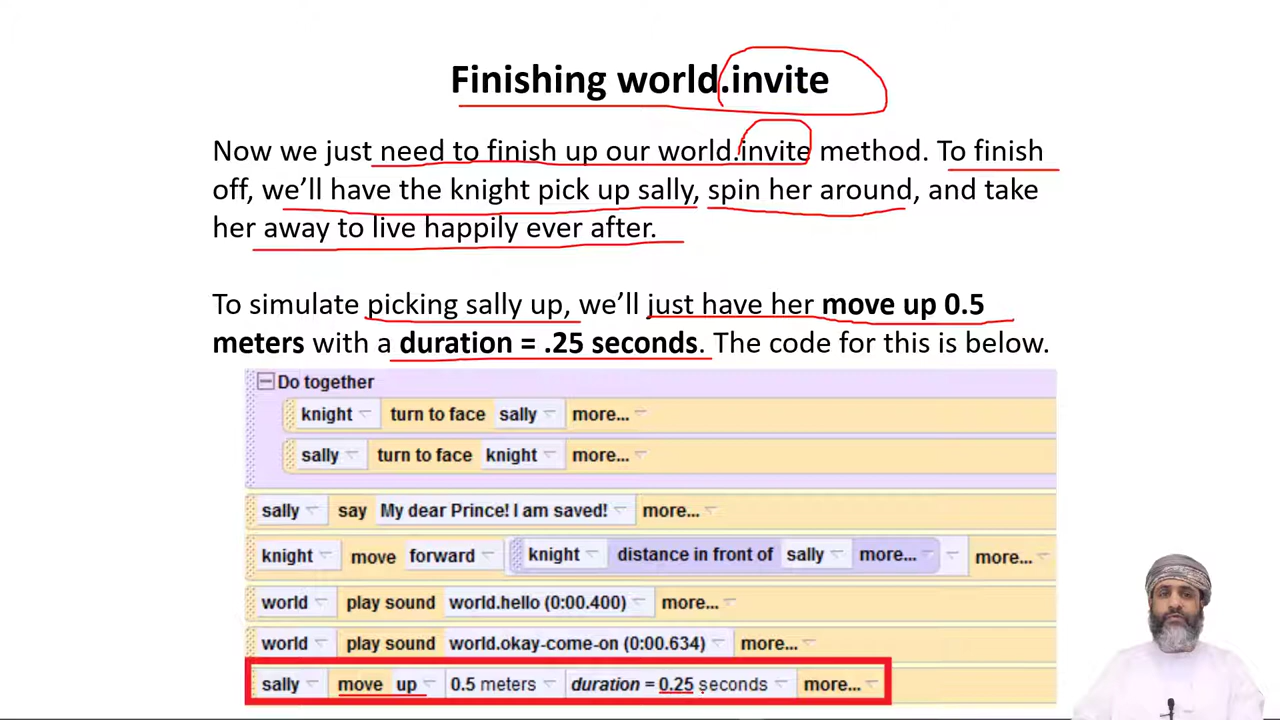 Finishing world.invite
Now we just need to finish up our world.invite method. To finish
off, we'll have the knight pick up sally, spin her around, and take
her away to live happily ever after.
To simulate picking sally up, we'll just have her move up 0.5
meters with a duration = .25 seconds. The code for this is below.
Do together
knight turn to face sally more...
sally turn to face knight more...
sally say My dear Prince! I am saved! more...
knight move forward knight distance in front of sally more... more...
world play sound world.hello (0:00.400) more...
world play sound world.okay-come-on (0:00.634) more...
sally move up 0.5 meters duration = 0.25 seconds more...